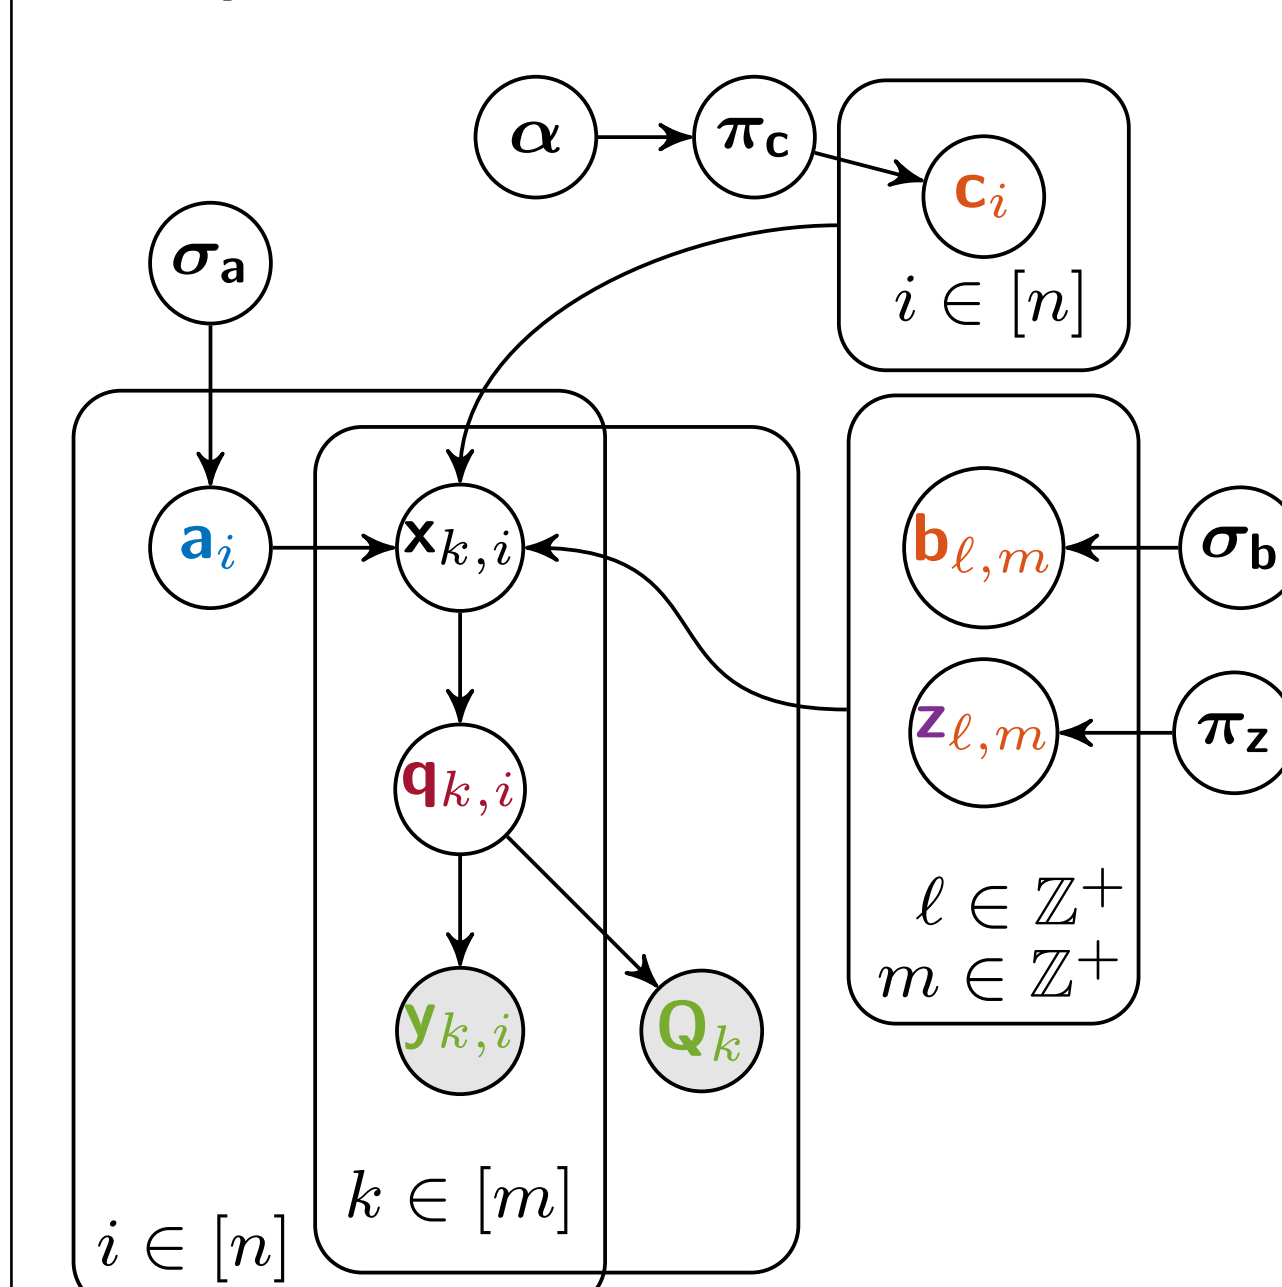 α
π_c
c_i
i ∈ [n]
σ_a
a_i
x_{k,i}
b_{ℓ,m}
σ_b
z_{ℓ,m}
π_z
q_{k,i}
ℓ ∈ ℤ⁺
m ∈ ℤ⁺
y_{k,i}
Q_k
k ∈ [m]
i ∈ [n]